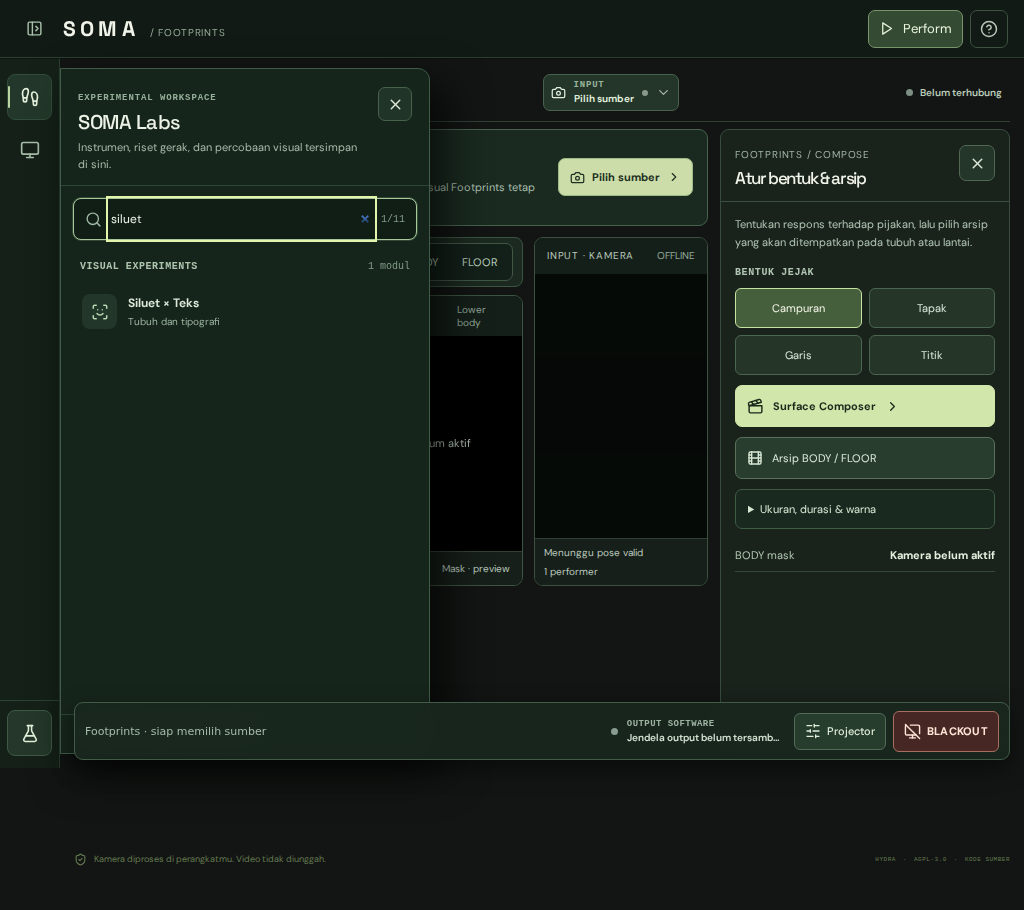 SOMA / FOOTPRINTS
Perform
EXPERIMENTAL WORKSPACE
SOMA Labs
Instrumen, riset gerak, dan percobaan visual tersimpan
di sini.
siluet
1/11
VISUAL EXPERIMENTS
1 modul
Siluet × Teks
Tubuh dan tipografi
INPUT
Pilih sumber
Belum terhubung
sual Footprints tetap
Pilih sumber
DY
FLOOR
Lower
body
um aktif
Mask · preview
INPUT · KAMERA
OFFLINE
Menunggu pose valid
1 performer
FOOTPRINTS / COMPOSE
Atur bentuk & arsip
Tentukan respons terhadap pijakan, lalu pilih arsip
yang akan ditempatkan pada tubuh atau lantai.
BENTUK JEJAK
Campuran
Tapak
Garis
Titik
Surface Composer
Arsip BODY / FLOOR
Ukuran, durasi & warna
BODY mask
Kamera belum aktif
Footprints · siap memilih sumber
OUTPUT SOFTWARE
Jendela output belum tersamb…
Projector
BLACKOUT
Kamera diproses di perangkatmu. Video tidak diunggah.
HYDRA · AGPL-3.0 · KODE SUMBER